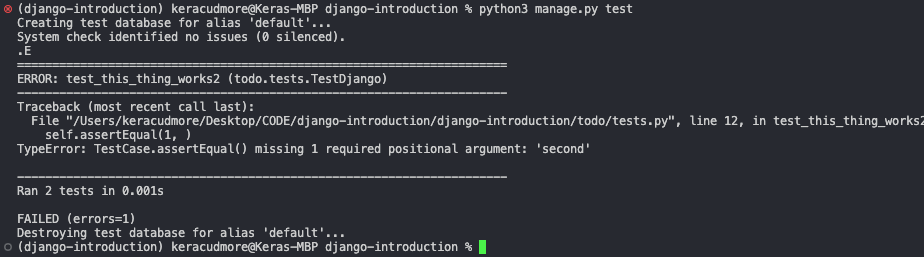 (django-introduction) keracudmore@Keras-MBP django-introduction % python3 manage.py test
Creating test database for alias 'default'...
System check identified no issues (0 silenced).
.E
======================================================================
ERROR: test_this_thing_works2 (todo.tests.TestDjango)
----------------------------------------------------------------------
Traceback (most recent call last):
  File "/Users/keracudmore/Desktop/CODE/django-introduction/django-introduction/todo/tests.py", line 12, in test_this_thing_works2
    self.assertEqual(1, )
TypeError: TestCase.assertEqual() missing 1 required positional argument: 'second'
----------------------------------------------------------------------
Ran 2 tests in 0.001s
FAILED (errors=1)
Destroying test database for alias 'default'...
(django-introduction) keracudmore@Keras-MBP django-introduction %